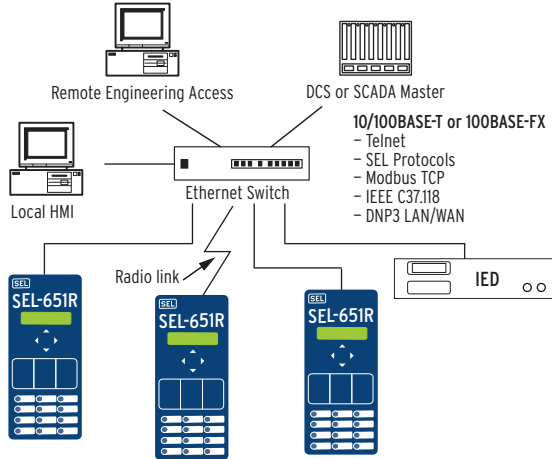 Remote Engineering Access
DCS or SCADA Master
10/100BASE-T or 100BASE-FX
– Telnet
– SEL Protocols
– Modbus TCP
– IEEE C37.118
– DNP3 LAN/WAN
Local HMI
Ethernet Switch
Radio link
IED
SEL
SEL-651R
SEL
SEL-651R
SEL
SEL-651R